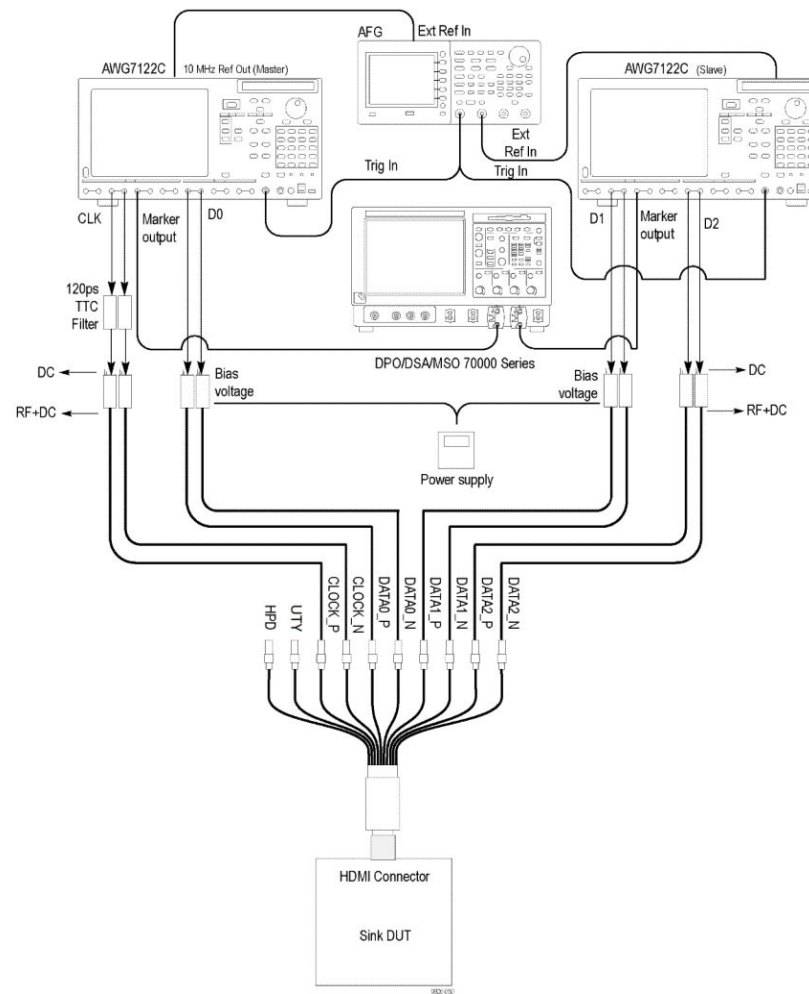 AFG
Ext Ref In
AWG7122C
10 MHz Ref Out (Master)
AWG7122C
(Slave)
Ext
Ref In
Trig In
Trig In
CLK
Marker
output
D0
D1
Marker
output
D2
120ps
TTC
Filter
DPO/DSA/MSO 70000 Series
DC
RF+DC
Bias
voltage
Bias
voltage
DC
RF+DC
Power supply
HPD
UTY
CLOCK_P
CLOCK_N
DATA0_P
DATA0_N
DATA1_P
DATA1_N
DATA2_P
DATA2_N
HDMI Connector
Sink DUT